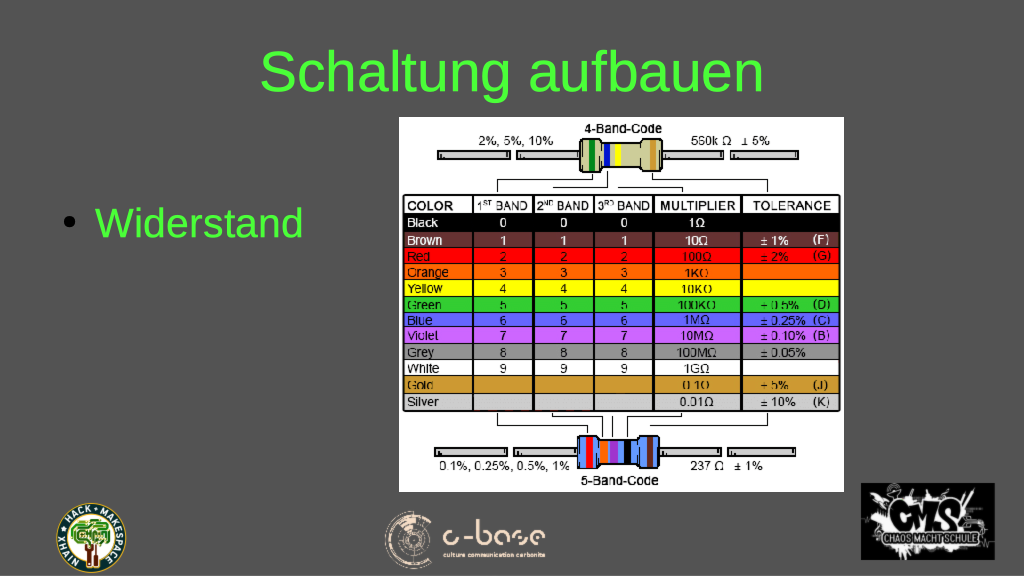 Schaltung aufbauen
Widerstand
4-Band-Code
2%, 5%, 10% 560k Ω ± 5%
COLOR 1ST BAND 2ND BAND 3RD BAND MULTIPLIER TOLERANCE
Black 0 0 0 1Ω
Brown 1 1 1 10Ω ± 1% (F)
Red 2 2 2 100Ω ± 2% (G)
Orange 3 3 3 1KΩ
Yellow 4 4 4 10KΩ
Green 5 5 5 100KΩ ± 0.5% (D)
Blue 6 6 6 1MΩ ± 0.25% (C)
Violet 7 7 7 10MΩ ± 0.10% (B)
Grey 8 8 8 100MΩ ± 0.05%
White 9 9 9 1GΩ
Gold 0.1Ω ± 5% (J)
Silver 0.01Ω ± 10% (K)
0.1%, 0.25%, 0.5%, 1% 237 Ω ± 1%
5-Band-Code
XHAIN HACK+MAKESPACE
c-base
culture communication carbonite
CMS
CHAOS MACHT SCHULE